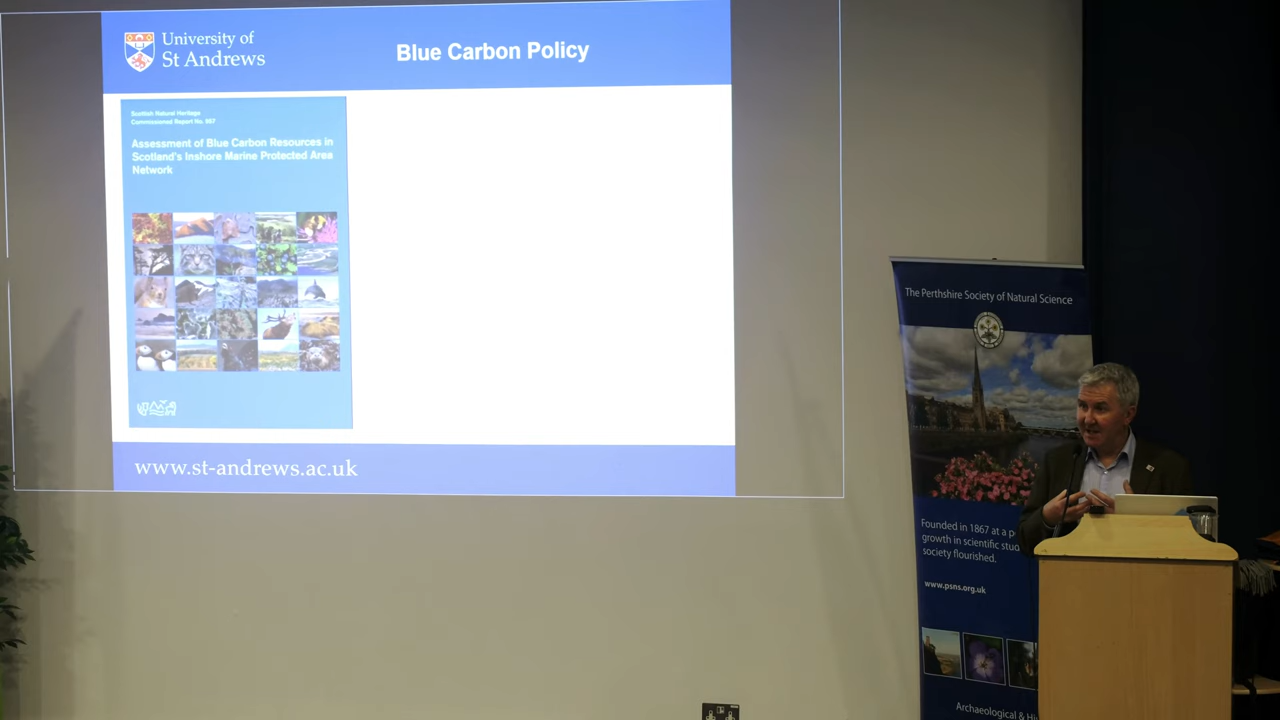 University of
St Andrews
Blue Carbon Policy
Scottish Natural Heritage
Commissioned Report No. 957
Assessment of Blue Carbon Resources in
Scotland's Inshore Marine Protected Area
Network
www.st-andrews.ac.uk
The Perthshire Society of Natural Science
Founded in 1867 at a
growth in scientific
society flourished.
www.psns.org.uk
Archaeological &